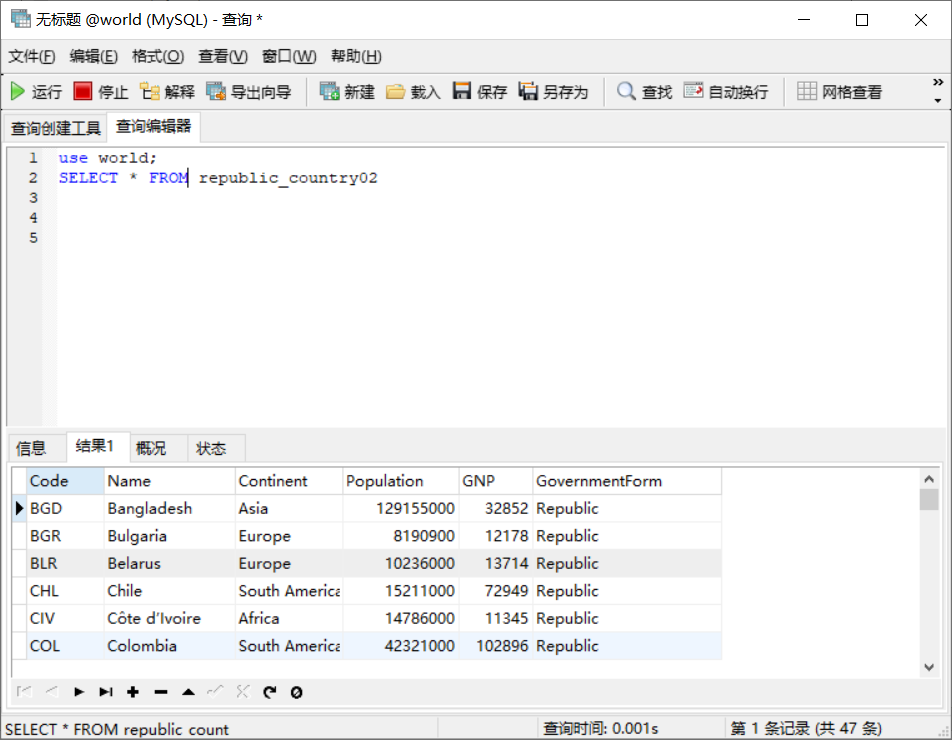 无标题 @world (MySQL) - 查询 *
文件(F) 编辑(E) 格式(O) 查看(V) 窗口(W) 帮助(H)
运行 停止 解释 导出向导 新建 载入 保存 另存为 查找 自动换行 网格查看 »
查询创建工具 查询编辑器
1 use world;
2 SELECT * FROM republic_country02
3
4
5
信息 结果1 概况 状态
Code Name Continent Population GNP GovernmentForm
BGD Bangladesh Asia 129155000 32852 Republic
BGR Bulgaria Europe 8190900 12178 Republic
BLR Belarus Europe 10236000 13714 Republic
CHL Chile South America 15211000 72949 Republic
CIV Côte d’Ivoire Africa 14786000 11345 Republic
COL Colombia South America 42321000 102896 Republic
SELECT * FROM republic count 查询时间: 0.001s 第 1 条记录 (共 47 条)